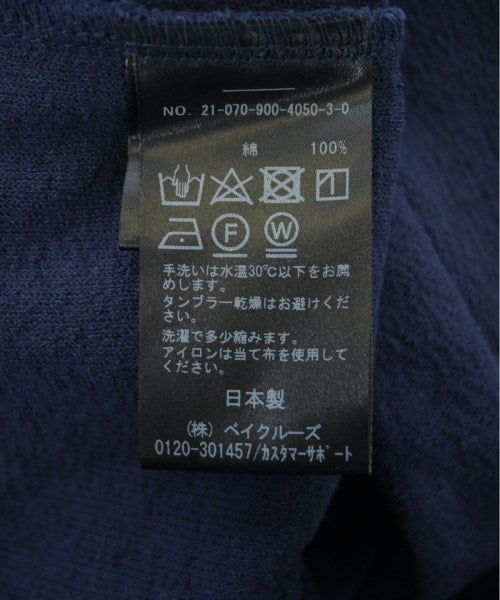 NO. 21-070-900-4050-3-0
綿 100%
F W
手洗いは水温30℃以下をお薦
めします。
タンブラー乾燥はお避けくだ
さい。
洗濯で多少縮みます。
アイロンは当て布を使用して
ください。
日本製
(株) ベイクルーズ
0120-301457/カスタマーサポート